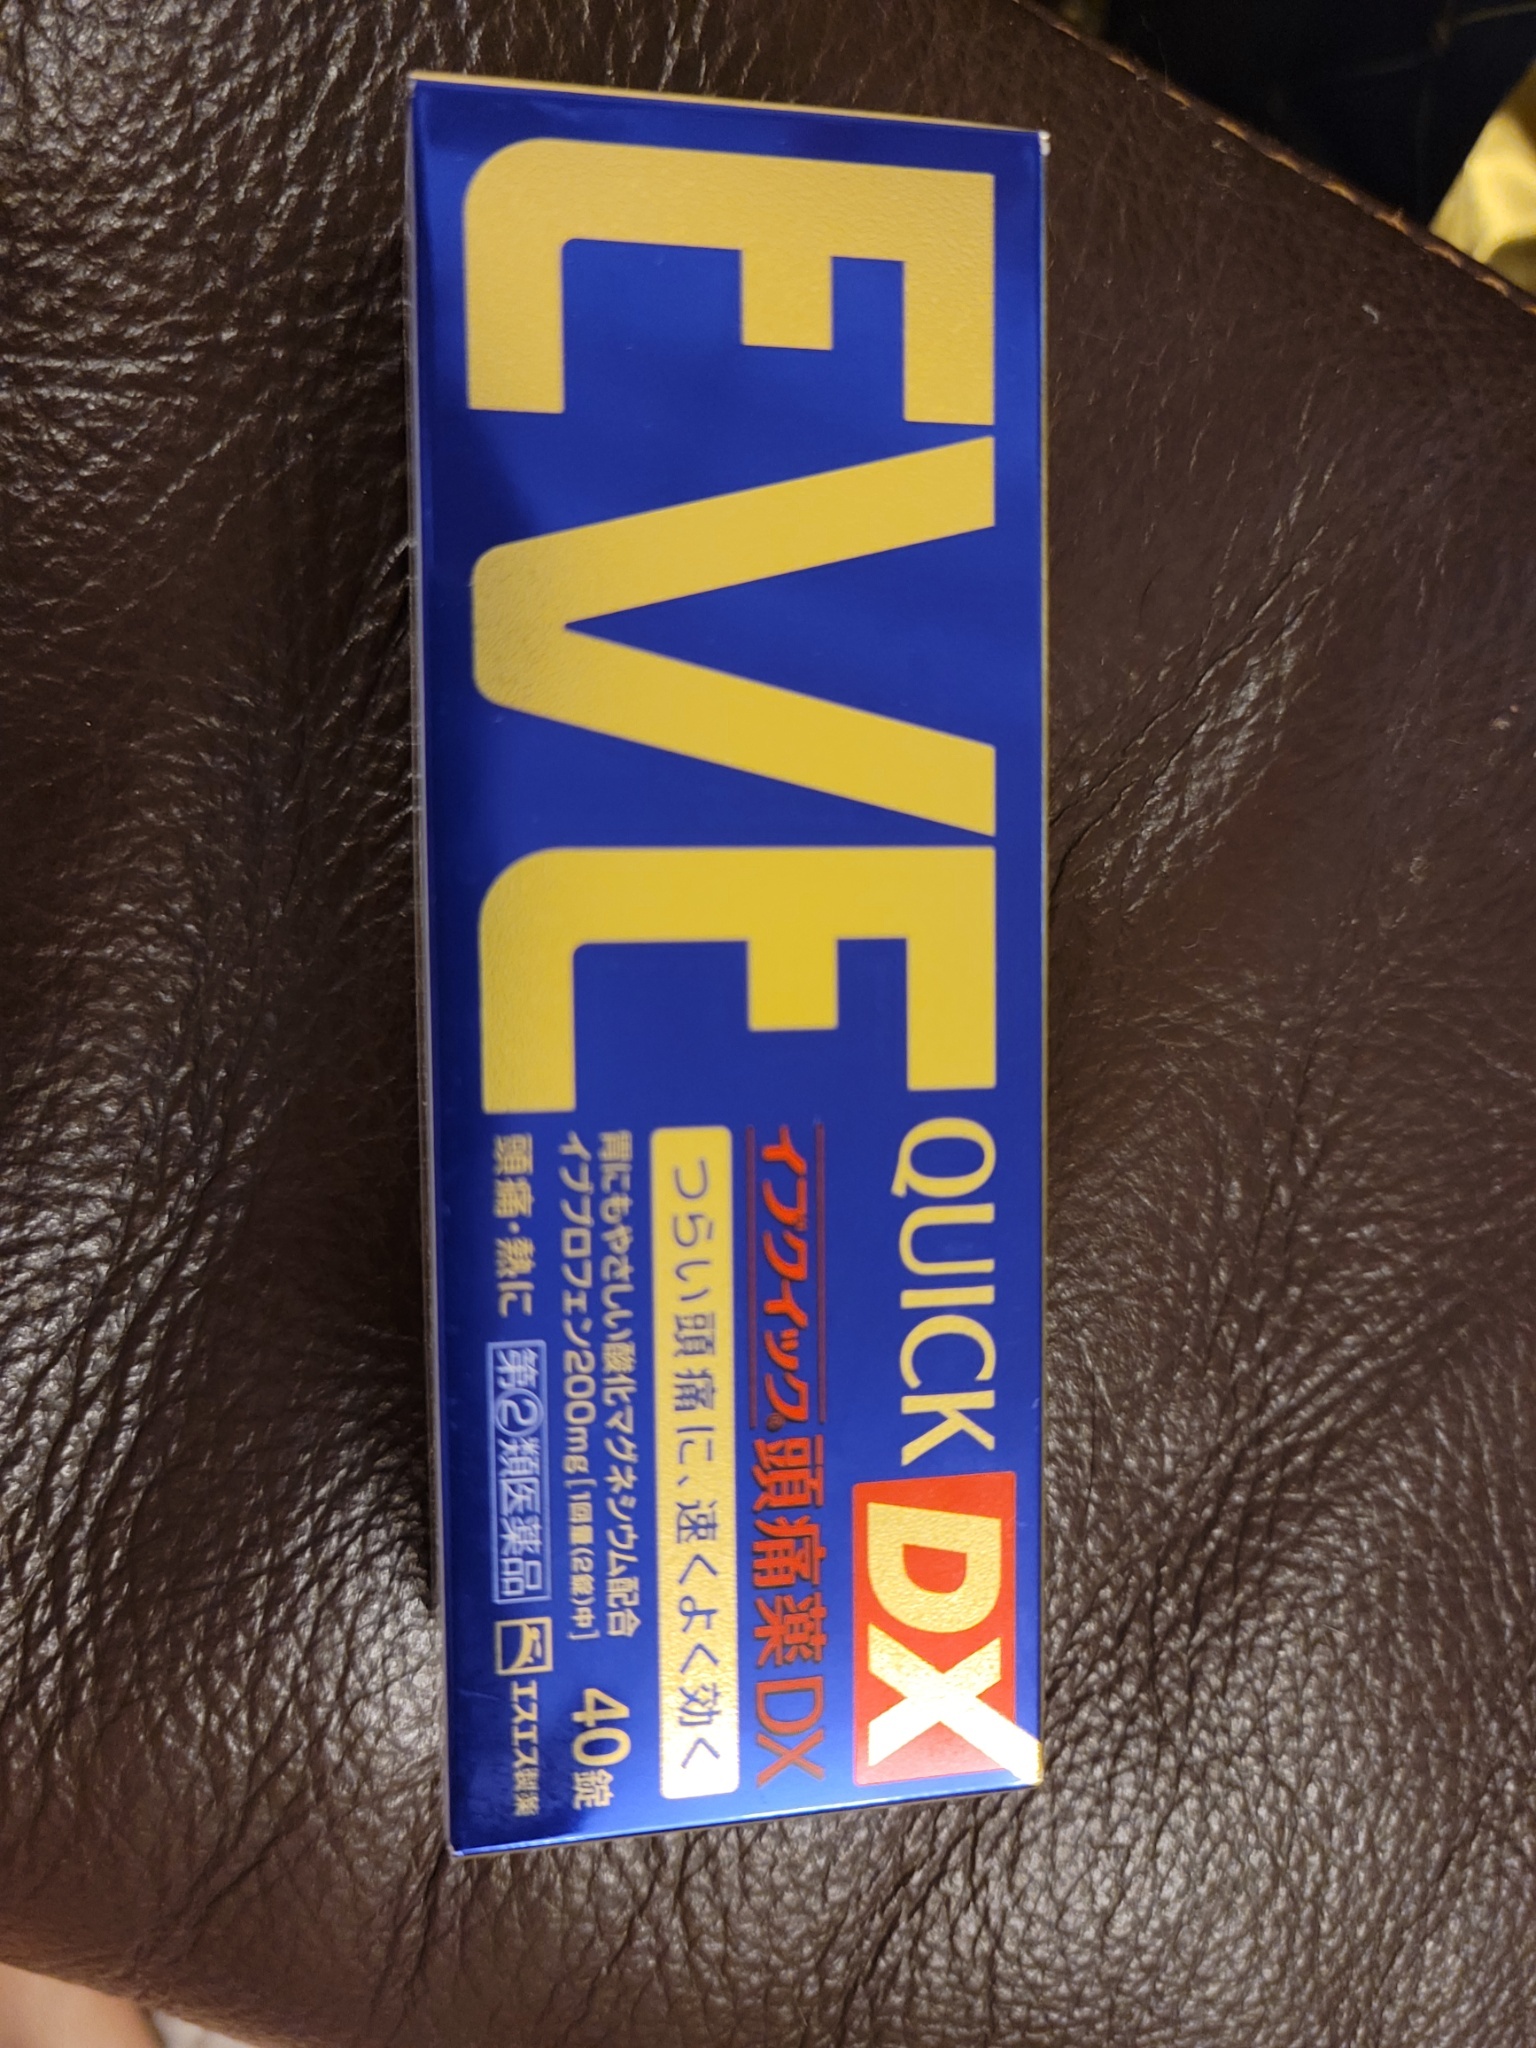 EVE
QUICK DX
イブクイック®頭痛薬DX
つらい頭痛に、速くよく効く
胃にもやさしい酸化マグネシウム配合
イブプロフェン200mg[1回量(2錠)中]
40錠
頭痛・熱に
第②類医薬品
エスエス製薬